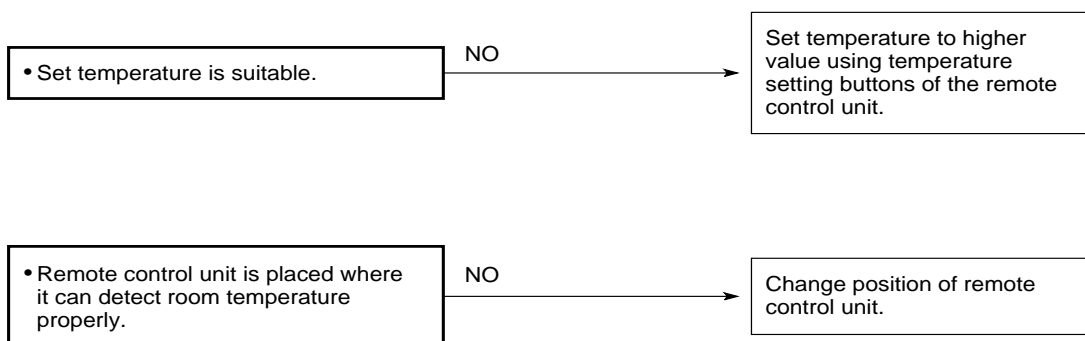 • Set temperature is suitable.
NO
Set temperature to higher
value using temperature
setting buttons of the remote
control unit.
• Remote control unit is placed where
it can detect room temperature
properly.
NO
Change position of remote
control unit.